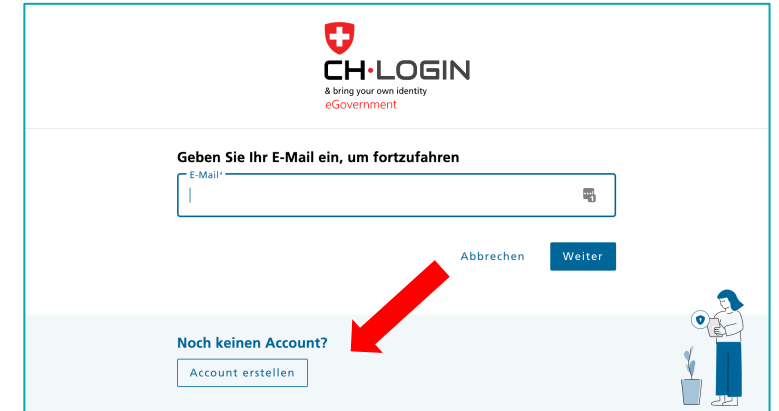 CH·LOGIN
& bring your own identity
eGovernment
Geben Sie Ihr E-Mail ein, um fortzufahren
E-Mail*
Abbrechen
Weiter
Noch keinen Account?
Account erstellen